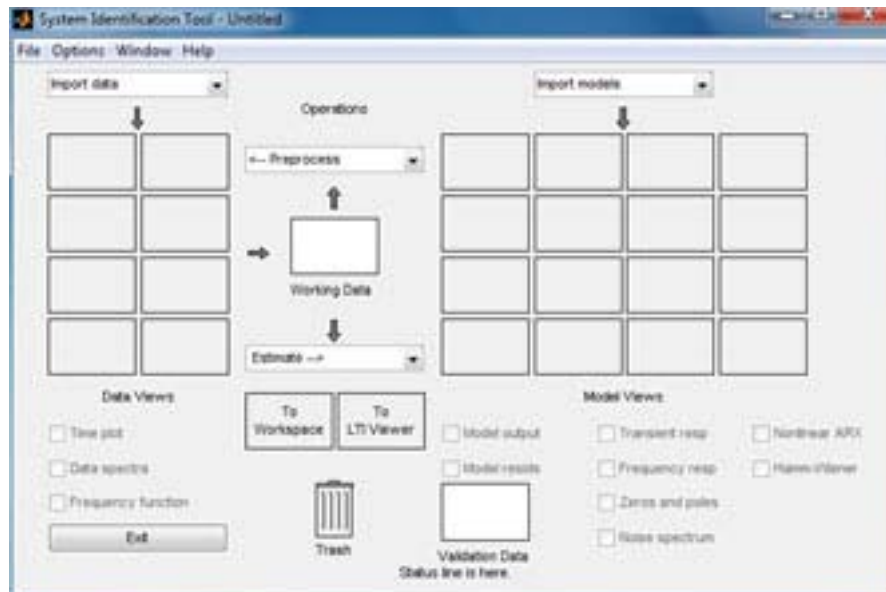 System Identification Tool - Untitled
File Options Window Help
Import data
Import models
Operations
<-- Preprocess
Working Data
Estimate -->
Data Views
To Workspace
To LTI Viewer
Model Views
Time plot
Data spectra
Frequency function
Exit
Trash
Model output
Model resids
Transient resp
Frequency resp
Zeros and poles
Noise spectrum
Nonlinear ARX
Hamm-Wiener
Validation Data
Status line is here.